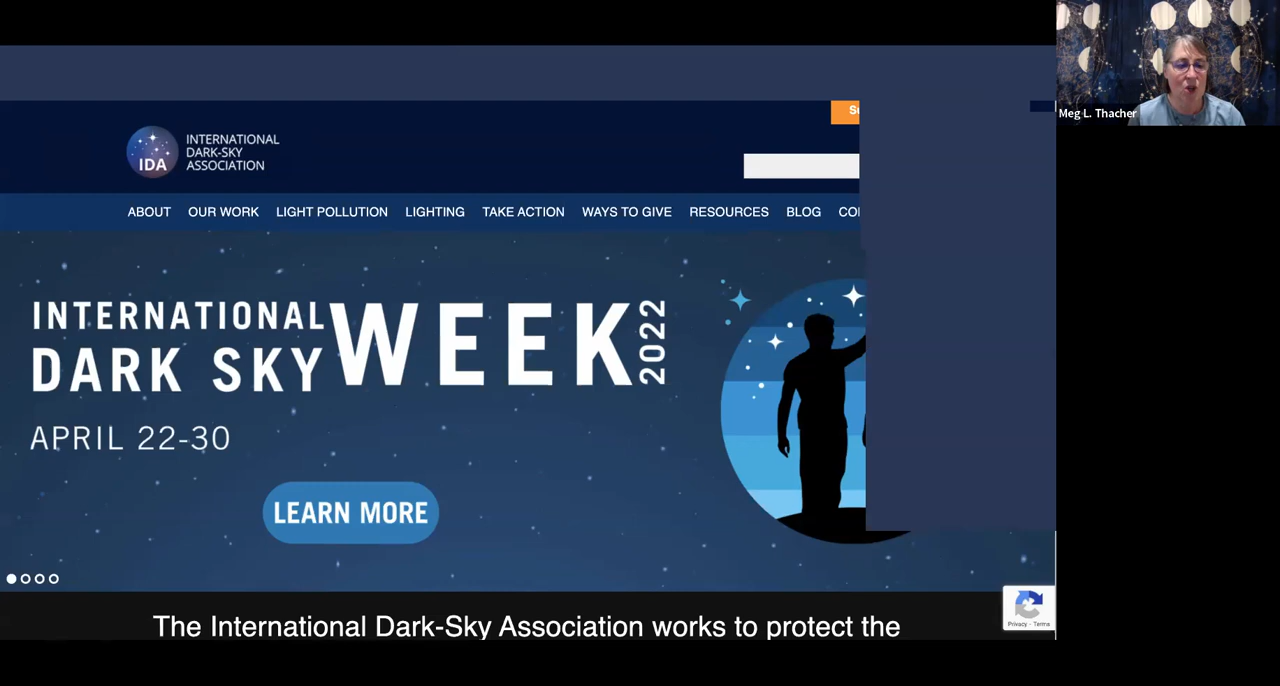 Meg L. Thacher
INTERNATIONAL
DARK-SKY
ASSOCIATION
IDA
ABOUT OUR WORK LIGHT POLLUTION LIGHTING TAKE ACTION WAYS TO GIVE RESOURCES BLOG
INTERNATIONAL
DARK SKY
WEEK
2022
APRIL 22-30
LEARN MORE
Privacy - Terms
The International Dark-Sky Association works to protect the